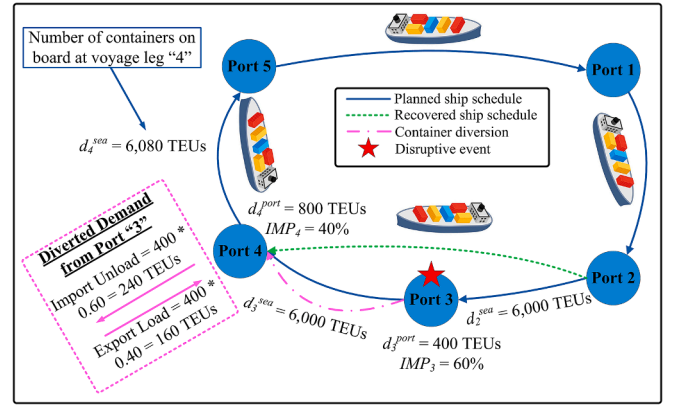 Number of containers on
board at voyage leg “4”
Port 5
Port 1
Planned ship schedule
Recovered ship schedule
Container diversion
Disruptive event
d₄ˢᵉᵃ = 6,080 TEUs
d₄ᵖᵒʳᵗ = 800 TEUs
IMP₄ = 40%
Diverted Demand
from Port “3”
Import Unload = 400 *
0.60 = 240 TEUs
Export Load = 400 *
0.40 = 160 TEUs
Port 4
Port 2
Port 3
d₃ˢᵉᵃ = 6,000 TEUs
d₂ˢᵉᵃ = 6,000 TEUs
d₃ᵖᵒʳᵗ = 400 TEUs
IMP₃ = 60%